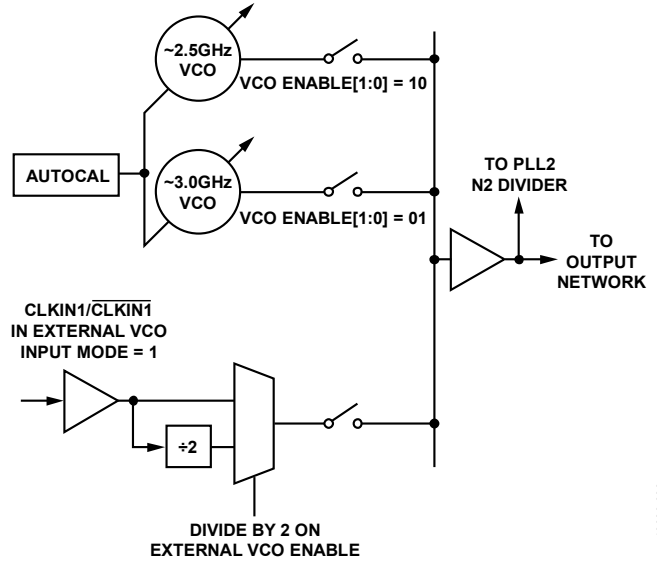 ~2.5GHz
VCO
VCO ENABLE[1:0] = 10
AUTOCAL
~3.0GHz
VCO
VCO ENABLE[1:0] = 01
TO PLL2
N2 DIVIDER
TO
OUTPUT
NETWORK
CLKIN1/CLKIN1
IN EXTERNAL VCO
INPUT MODE = 1
÷2
DIVIDE BY 2 ON
EXTERNAL VCO ENABLE